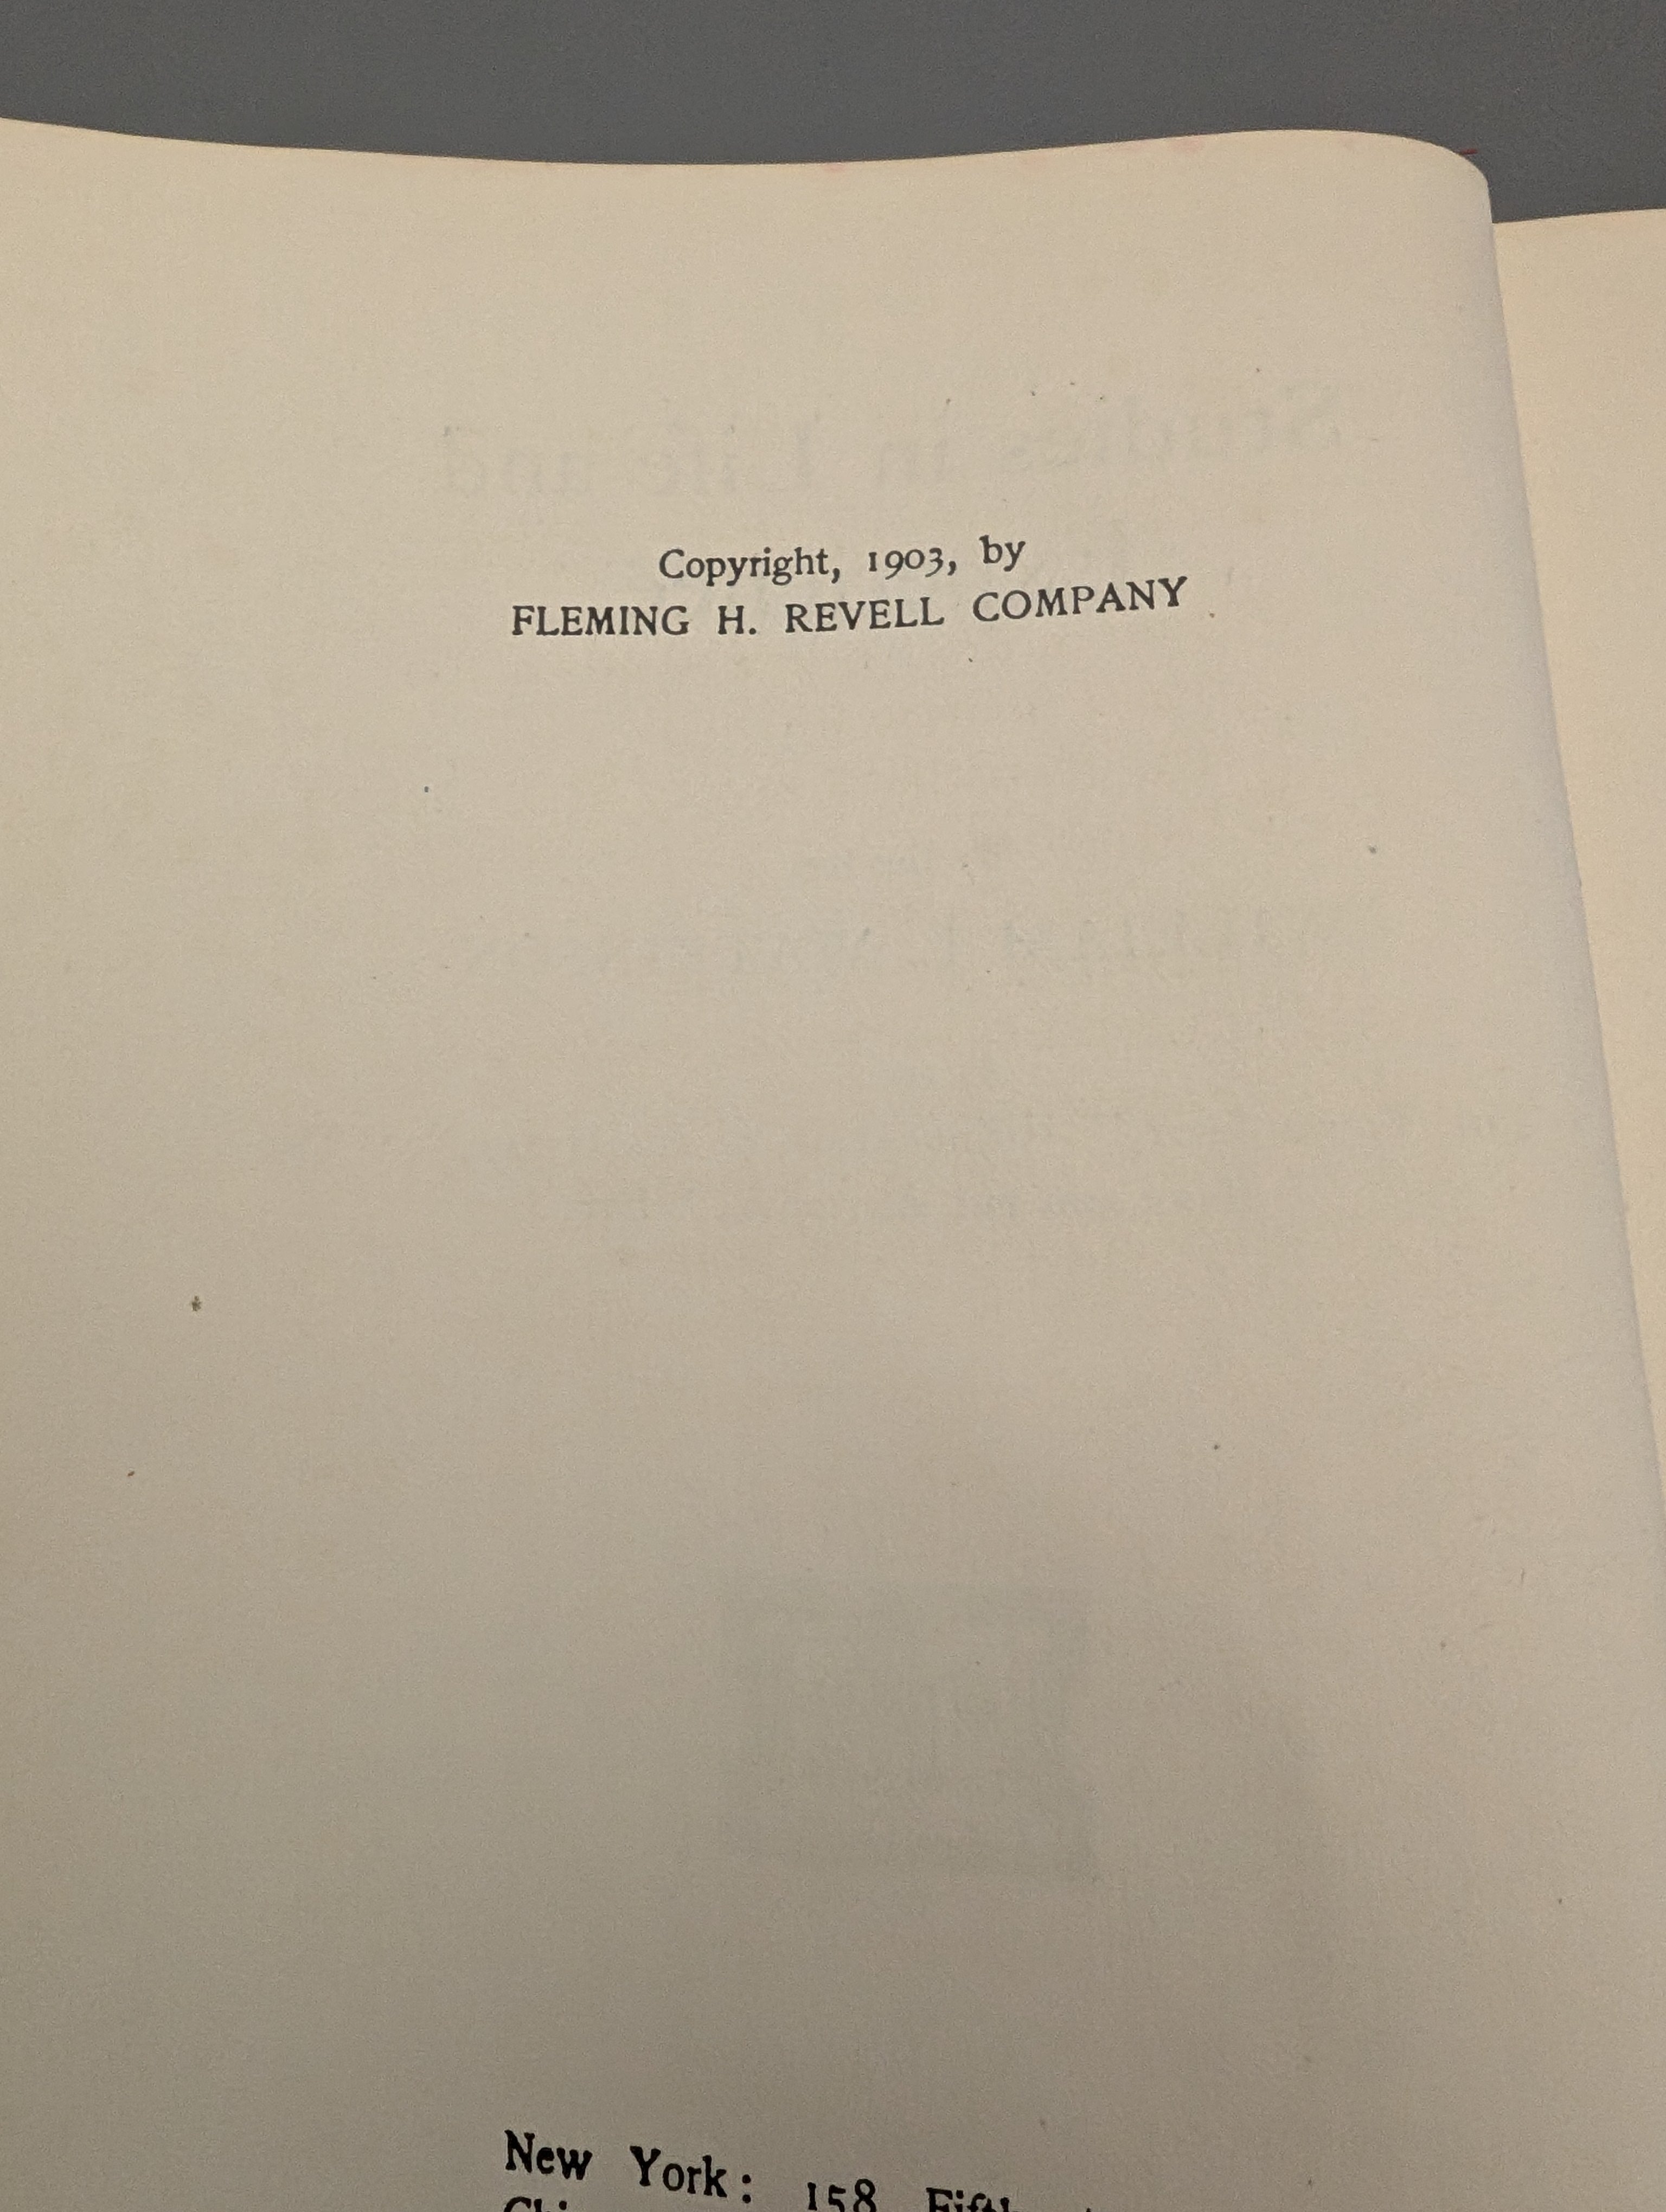 Copyright, 1903, by
FLEMING H. REVELL COMPANY
New York: 158